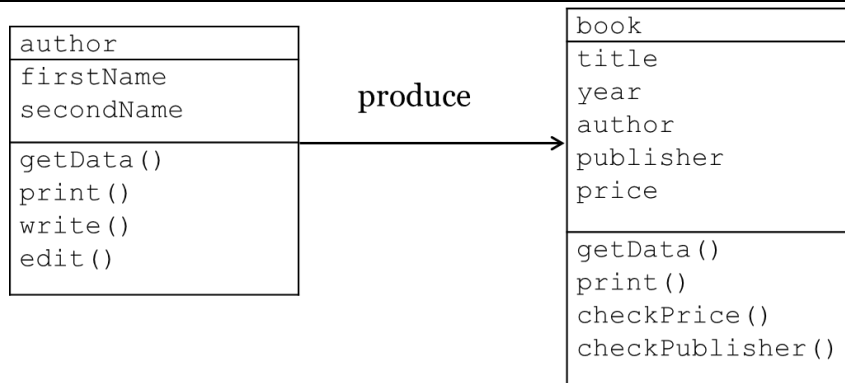 author
firstName
secondName
getData()
print()
write()
edit()
produce
book
title
year
author
publisher
price
getData()
print()
checkPrice()
checkPublisher()